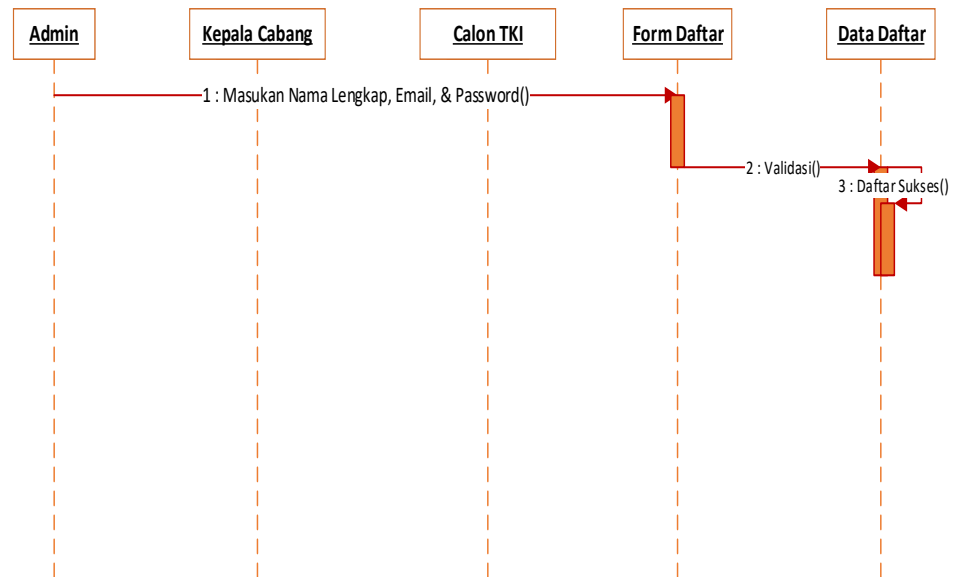 Admin
Kepala Cabang
Calon TKI
Form Daftar
Data Daftar
1 : Masukan Nama Lengkap, Email, & Password()
2 : Validasi()
3 : Daftar Sukses()